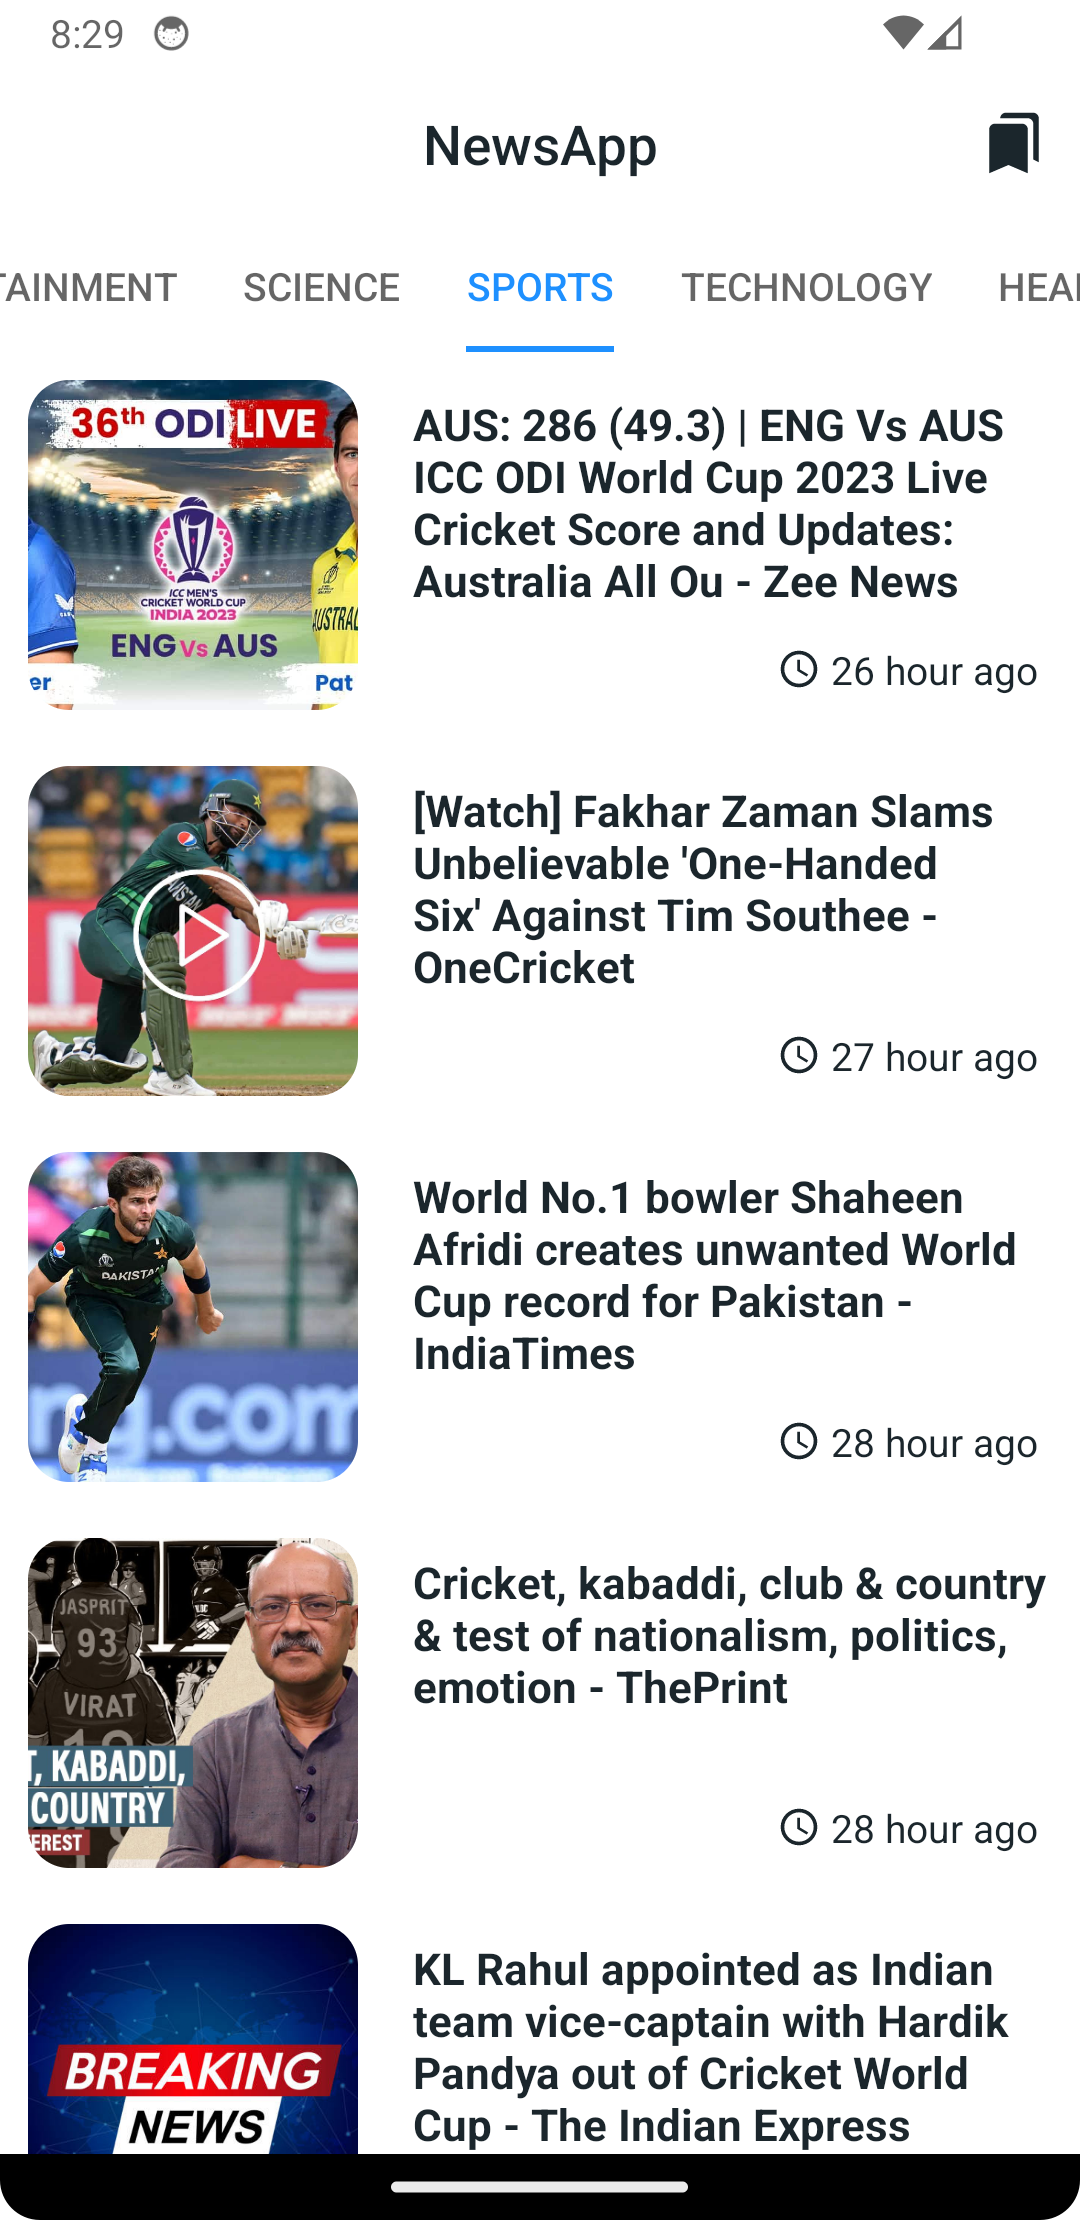 8:29
NewsApp
TAINMENT SCIENCE SPORTS TECHNOLOGY HEAL
36th ODI LIVE
ICC MEN'S
CRICKET WORLD CUP
INDIA 2023
AUSTRAL
ENG Vs AUS
er Pat
AUS: 286 (49.3) | ENG Vs AUS
ICC ODI World Cup 2023 Live
Cricket Score and Updates:
Australia All Ou - Zee News
26 hour ago
[Watch] Fakhar Zaman Slams
Unbelievable 'One-Handed
Six' Against Tim Southee -
OneCricket
27 hour ago
PAKISTAN
ng.com
World No.1 bowler Shaheen
Afridi creates unwanted World
Cup record for Pakistan -
IndiaTimes
28 hour ago
JASPRIT
93
VIRAT
18
T, KABADDI,
COUNTRY
EREST
Cricket, kabaddi, club & country
& test of nationalism, politics,
emotion - ThePrint
28 hour ago
BREAKING
NEWS
KL Rahul appointed as Indian
team vice-captain with Hardik
Pandya out of Cricket World
Cup - The Indian Express